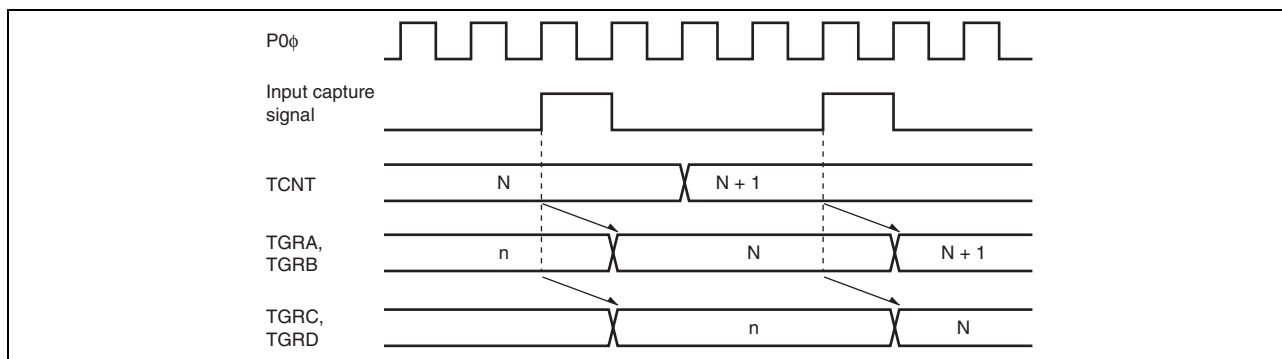 P0ϕ
Input capture
signal
TCNT
N
N + 1
TGRA,
TGRB
n
N
N + 1
TGRC,
TGRD
n
N